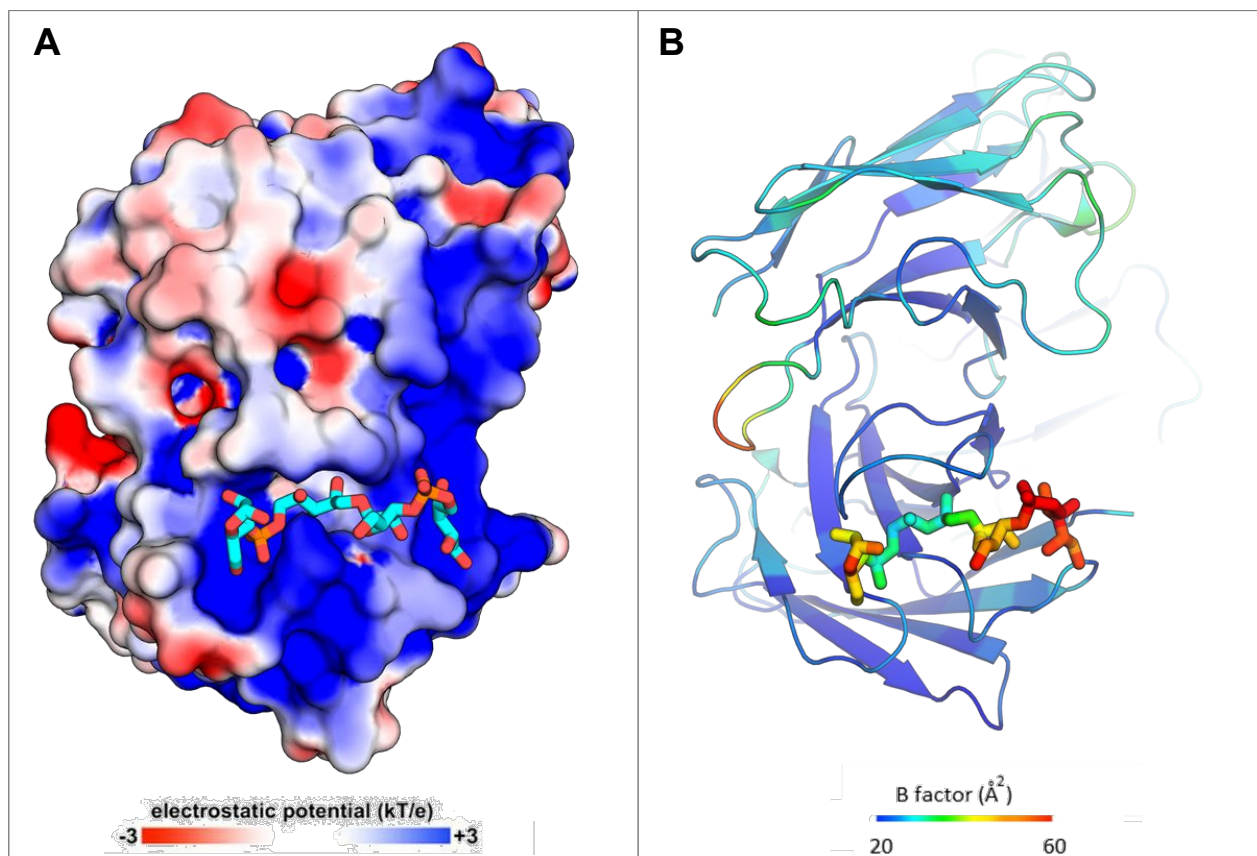 A
B
electrostatic potential (kT/e)
-3 +3
B factor (Å²)
20 60